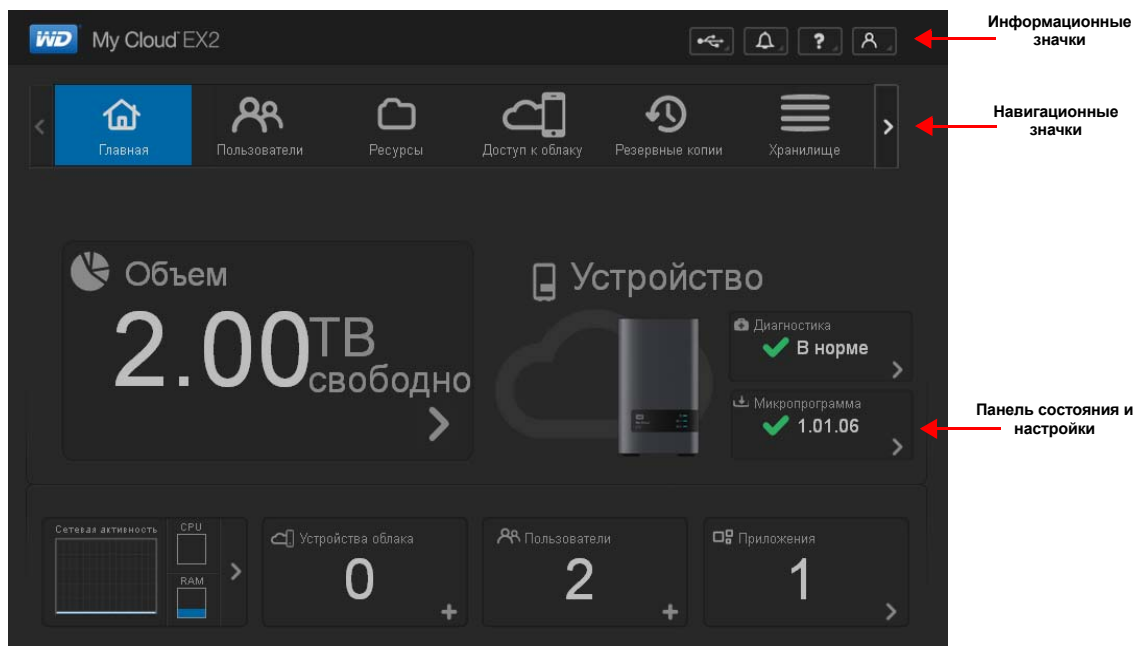 WD My Cloud EX2
Информационные
значки
Главная
Пользователи
Ресурсы
Доступ к облаку
Резервные копии
Хранилище
Навигационные
значки
Объем
2.00 ТВ
свободно
Устройство
Диагностика
В норме
Микропрограмма
1.01.06
Панель состояния и
настройки
Сетевая активность
CPU
RAM
Устройства облака
0
Пользователи
2
Приложения
1